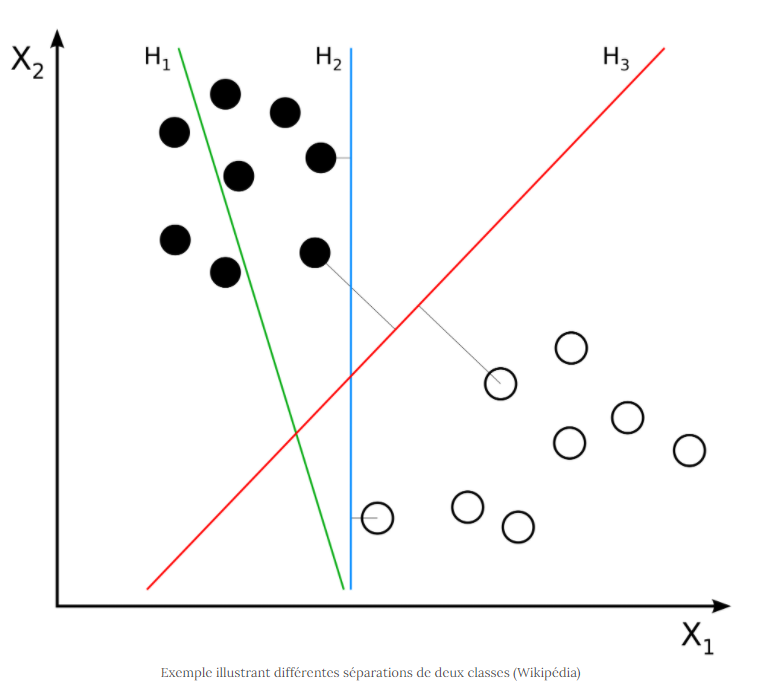 X2
H1
H2
H3
X1
Exemple illustrant différentes séparations de deux classes (Wikipédia)